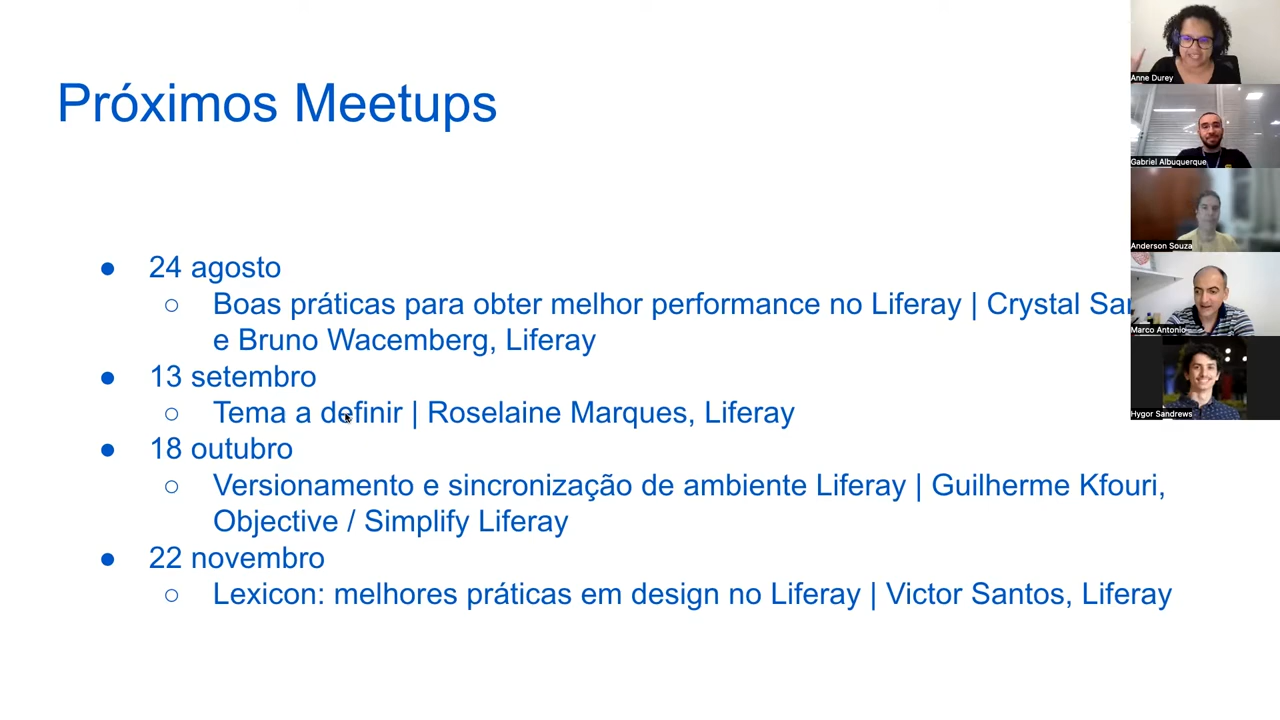 Próximos Meetups
● 24 agosto
○ Boas práticas para obter melhor performance no Liferay | Crystal
e Bruno Wacemberg, Liferay
● 13 setembro
○ Tema a definir | Roselaine Marques, Liferay
● 18 outubro
○ Versionamento e sincronização de ambiente Liferay | Guilherme Kfouri,
Objective / Simplify Liferay
● 22 novembro
○ Lexicon: melhores práticas em design no Liferay | Victor Santos, Liferay
Anne Durey
Gabriel Albuquerque
Anderson Souza
Marco Antonio
Hygor Sandrews